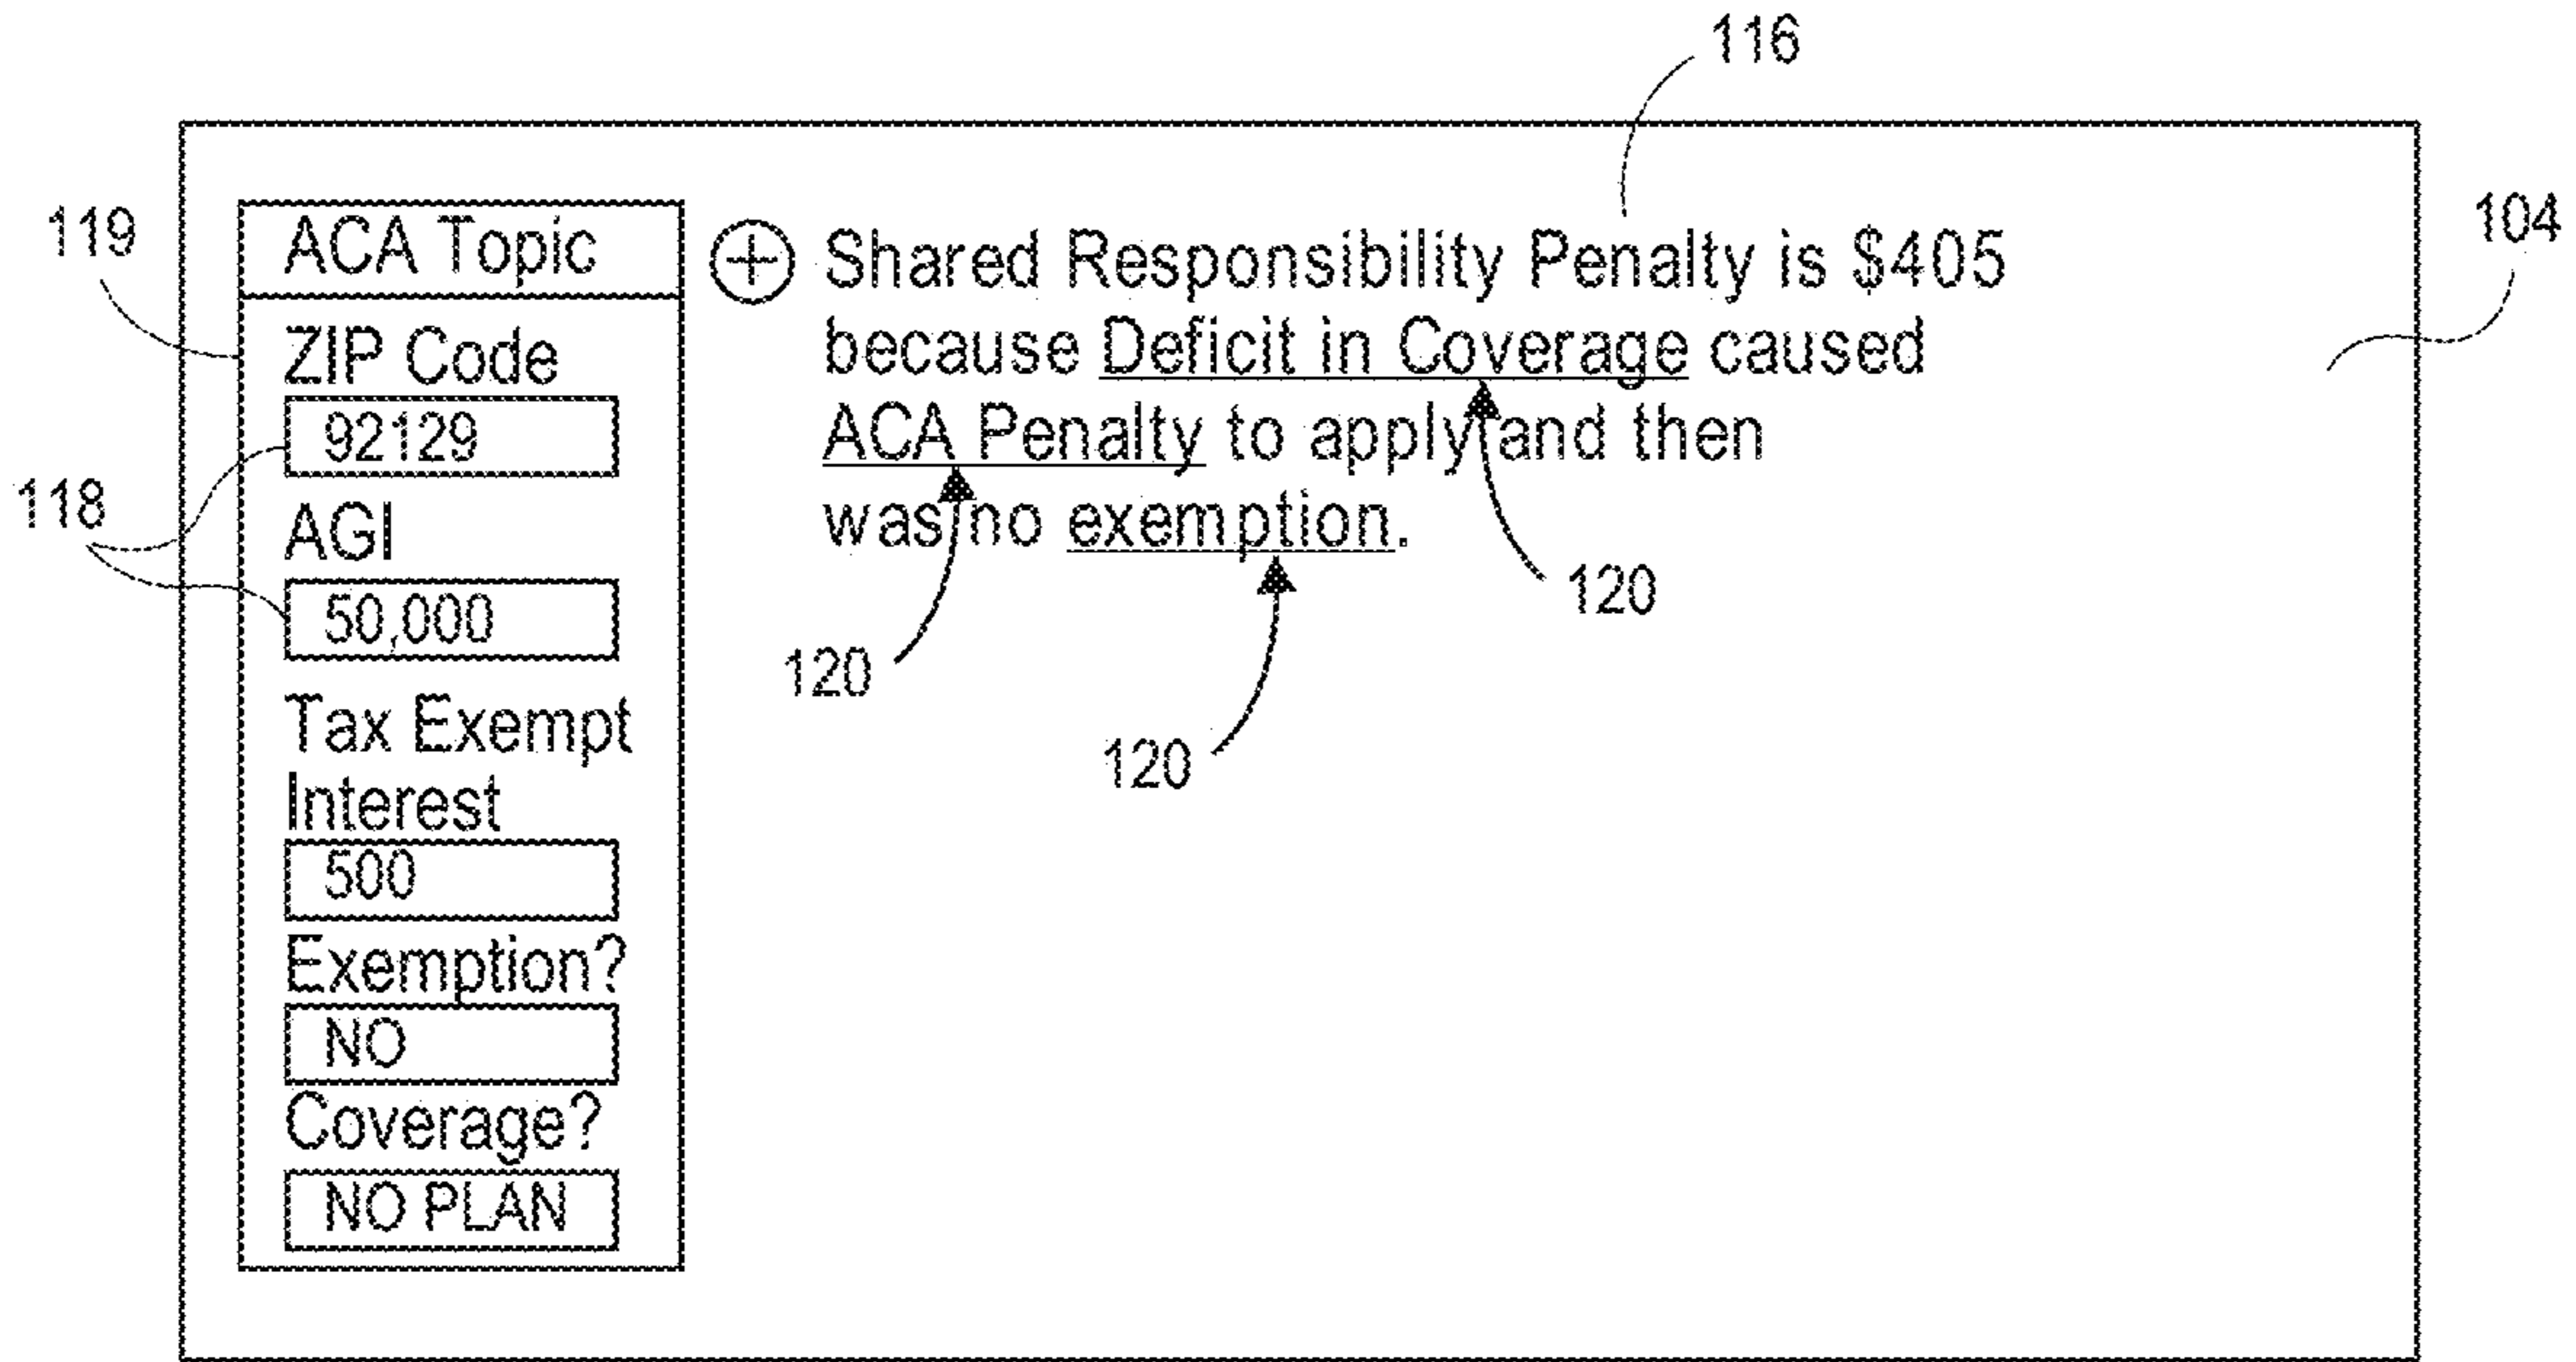 116
119
104
118
ACA Topic
ZIP Code
92129
AGI
50,000
Tax Exempt
Interest
500
Exemption?
NO
Coverage?
NO PLAN
Shared Responsibility Penalty is $405
because Deficit in Coverage caused
ACA Penalty to apply and then
was no exemption.
120
120
120